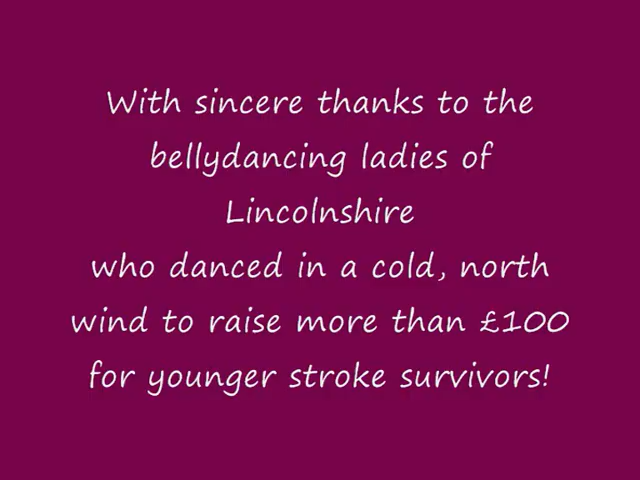 With sincere thanks to the
bellydancing ladies of
Lincolnshire
who danced in a cold, north
wind to raise more than £100
for younger stroke survivors!